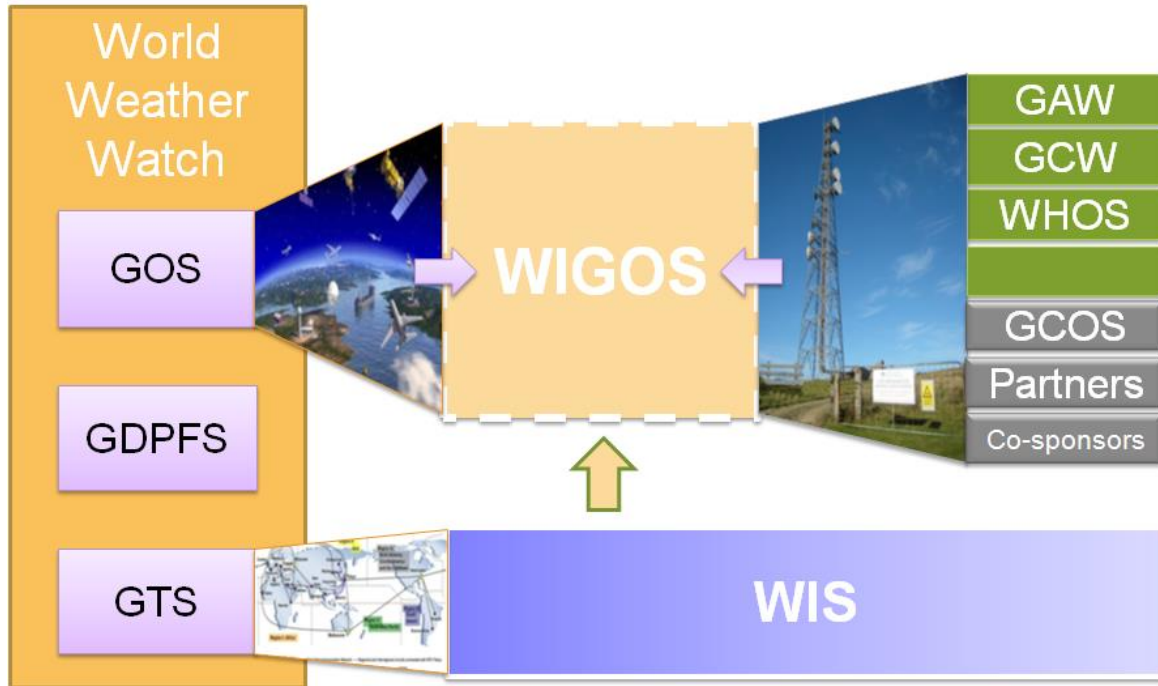 World
Weather
Watch
GOS
GDPFS
GTS
WIGOS
GAW
GCW
WHOS
GCOS
Partners
Co-sponsors
WIS